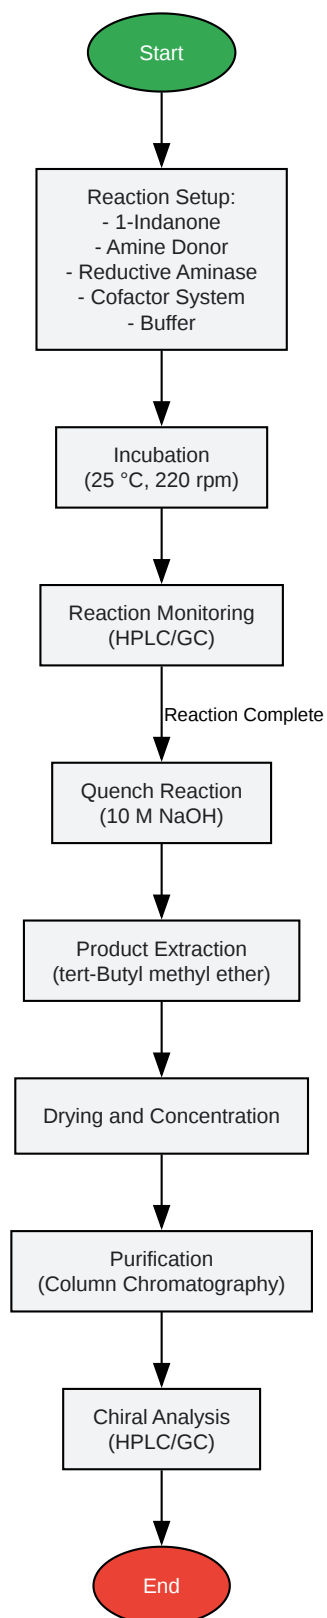 Start
Reaction Setup:
- 1-Indanone
- Amine Donor
- Reductive Aminase
- Cofactor System
- Buffer
Incubation
(25 °C, 220 rpm)
Reaction Monitoring
(HPLC/GC)
Reaction Complete
Quench Reaction
(10 M NaOH)
Product Extraction
(tert-Butyl methyl ether)
Drying and Concentration
Purification
(Column Chromatography)
Chiral Analysis
(HPLC/GC)
End